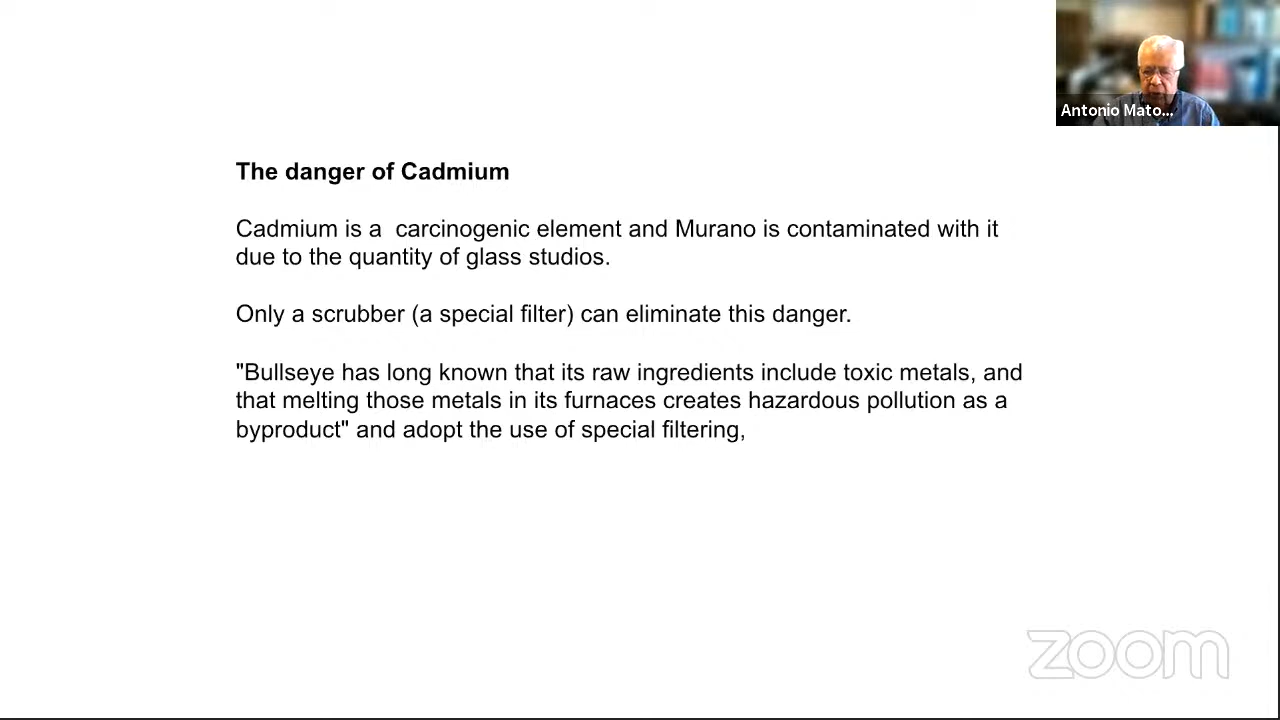 Antonio Mato...
The danger of Cadmium
Cadmium is a  carcinogenic element and Murano is contaminated with it
due to the quantity of glass studios.
Only a scrubber (a special filter) can eliminate this danger.
"Bullseye has long known that its raw ingredients include toxic metals, and
that melting those metals in its furnaces creates hazardous pollution as a
byproduct" and adopt the use of special filtering,
zoom